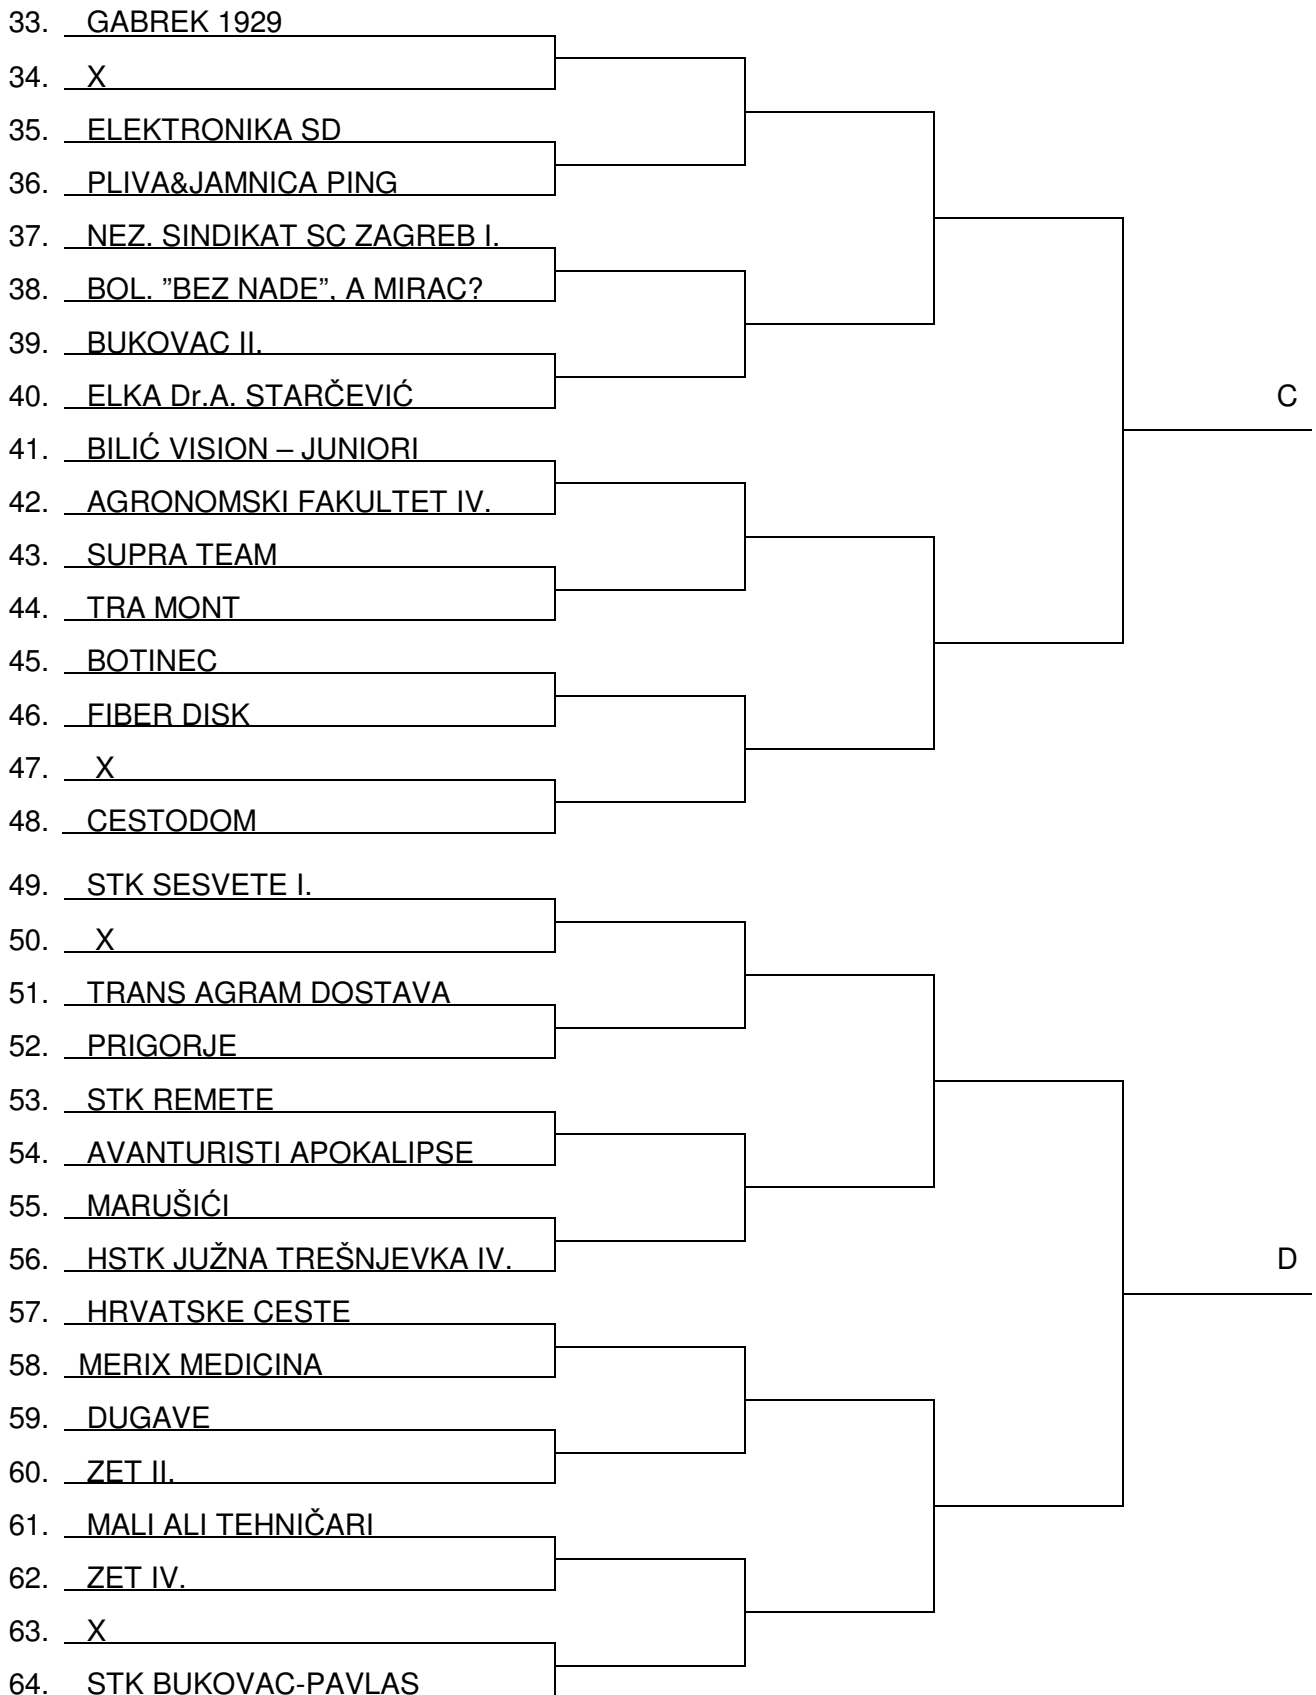 33. GABREK 1929
34. X
35. ELEKTRONIKA SD
36. PLIVA&JAMNICA PING
37. NEZ. SINDIKAT SC ZAGREB I.
38. BOL. ”BEZ NADE”, A MIRAC?
39. BUKOVAC II.
40. ELKA Dr.A. STARČEVIĆ
C
41. BILIĆ VISION – JUNIORI
42. AGRONOMSKI FAKULTET IV.
43. SUPRA TEAM
44. TRA MONT
45. BOTINEC
46. FIBER DISK
47. X
48. CESTODOM
49. STK SESVETE I.
50. X
51. TRANS AGRAM DOSTAVA
52. PRIGORJE
53. STK REMETE
54. AVANTURISTI APOKALIPSE
55. MARUŠIĆI
56. HSTK JUŽNA TREŠNJEVKA IV.
D
57. HRVATSKE CESTE
58. MERIX MEDICINA
59. DUGAVE
60. ZET II.
61. MALI ALI TEHNIČARI
62. ZET IV.
63. X
64. STK BUKOVAC-PAVLAS